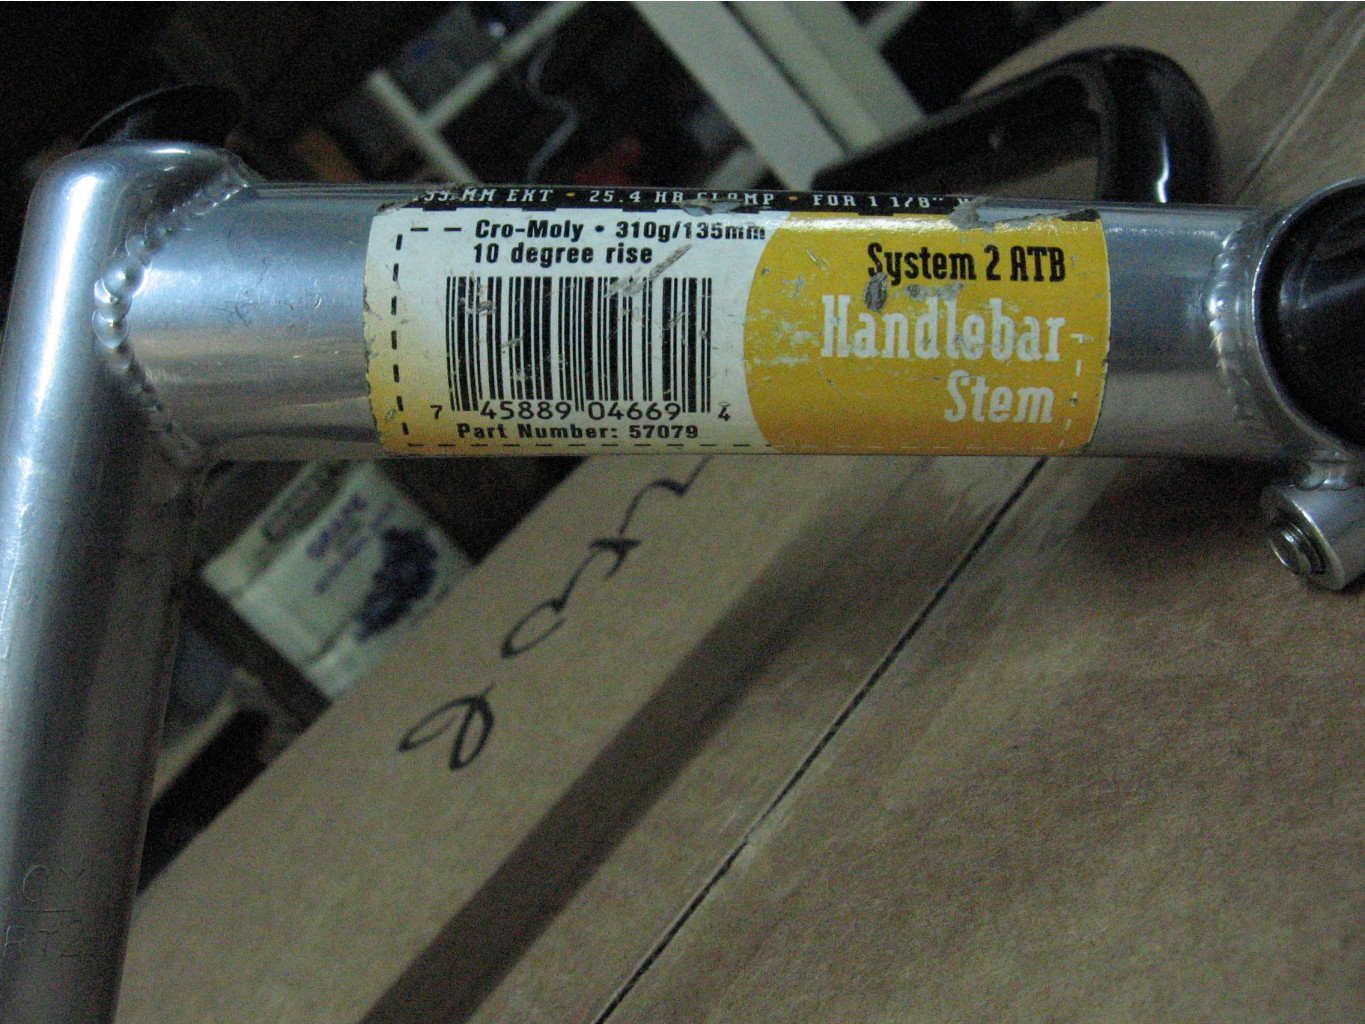 MM EXT • 25.4 HB CLAMP • FOR 1 1/8"
Cro-Moly • 310g/135mm
10 degree rise
7 45889 04669 4
Part Number: 57079
System 2 ATB
Handlebar
Stem